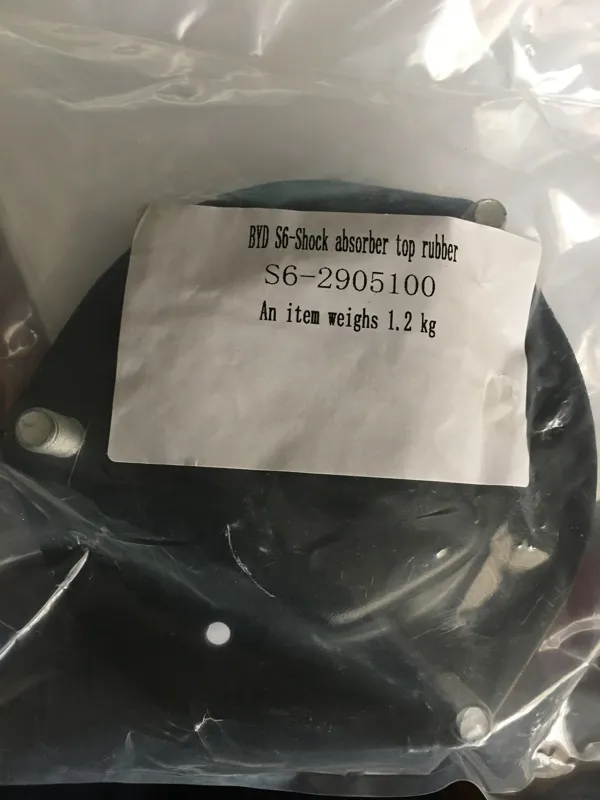 BYD S6-Shock absorber top rubber
S6-2905100
An item weighs 1.2 kg